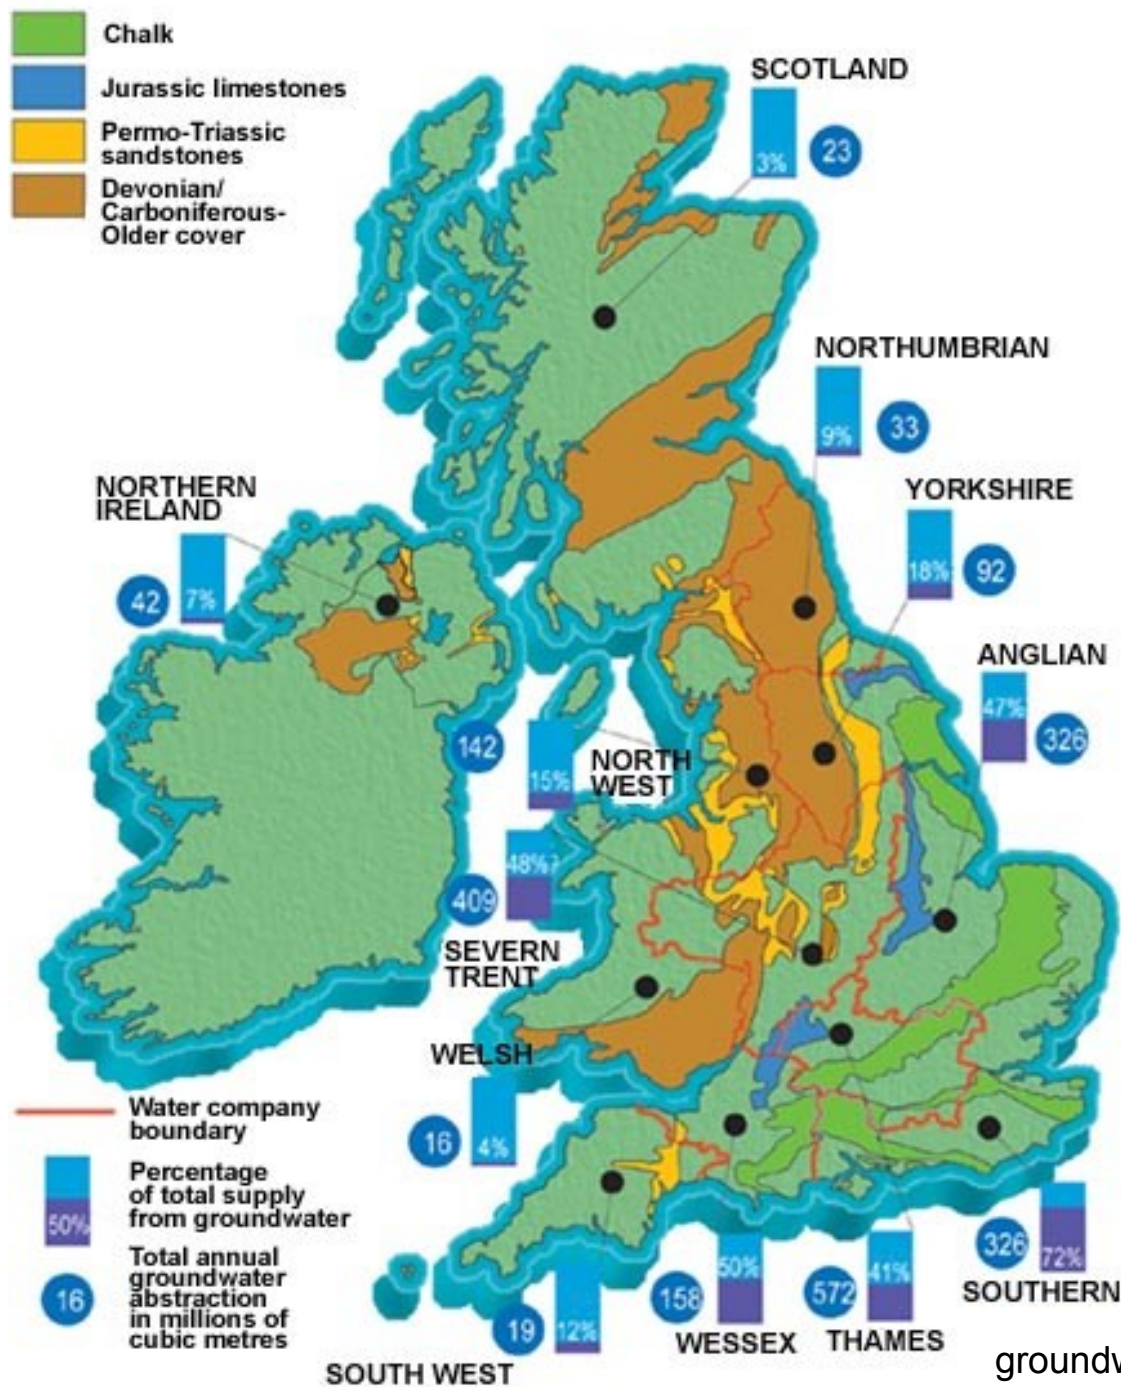 Chalk
Jurassic limestones
Permo-Triassic
sandstones
Devonian/
Carboniferous-
Older cover
SCOTLAND
3%
23
NORTHUMBRIAN
9%
33
NORTHERN
IRELAND
42
7%
YORKSHIRE
18%
92
ANGLIAN
47%
326
142
15%
NORTH
WEST
48%?
409
SEVERN
TRENT
WELSH
16
4%
Water company
boundary
50%
Percentage
of total supply
from groundwater
16
Total annual
groundwater
abstraction
in millions of
cubic metres
19
12%
SOUTH WEST
158
50%
WESSEX
572
41%
THAMES
326
72%
SOUTHERN
groundw